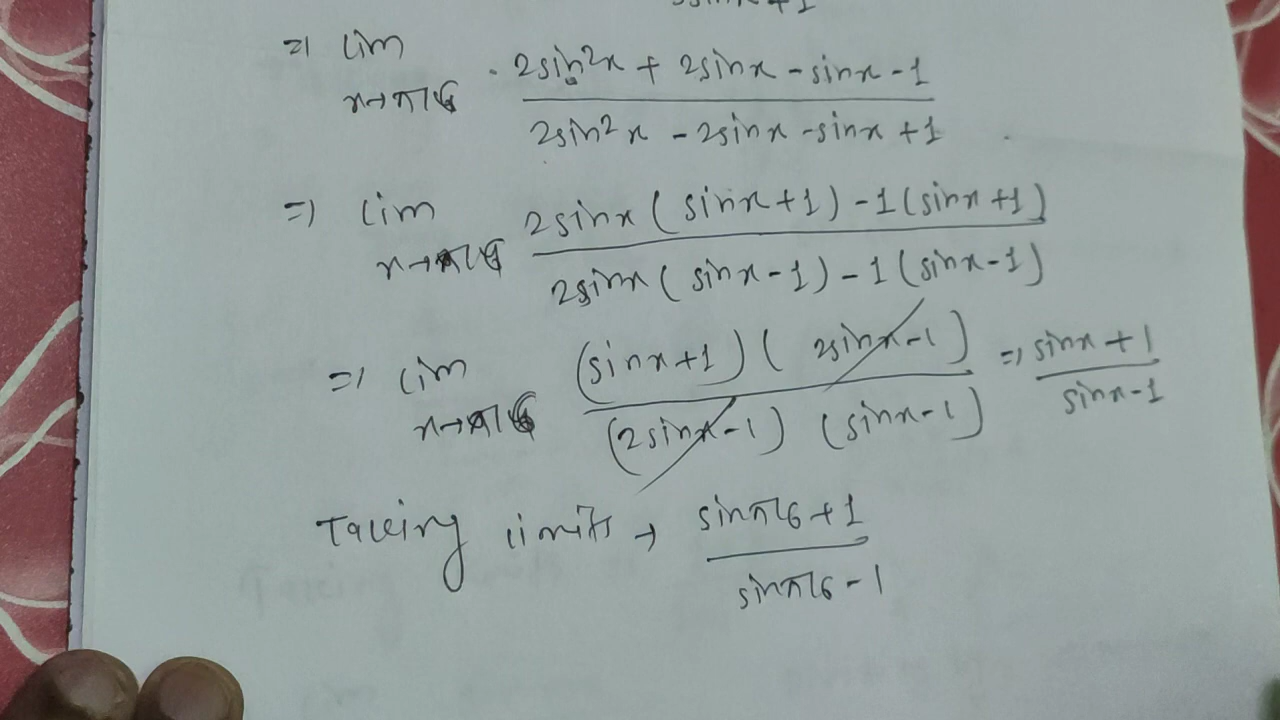 =) lim 2sin²x + 2sinx - sinx - 1
x→π/6 2sin²x - 2sinx - sinx + 1
=) lim 2sinx (sinx+1) - 1(sinx+1)
x→π/6 2sinx (sinx-1) - 1(sinx-1)
=) lim (sinx+1) (2sinx-1) =) sinx + 1
x→π/6 (2sinx-1) (sinx-1) sinx-1
Taking limits → sinπ/6 + 1
sinπ/6 - 1